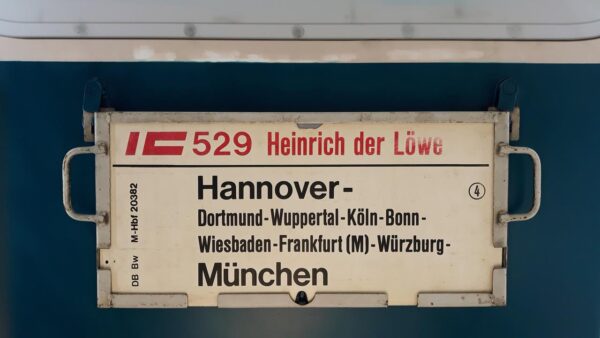 IC 529 Heinrich der Löwe
Hannover-
Dortmund-Wuppertal-Köln-Bonn-
Wiesbaden-Frankfurt (M)-Würzburg-
München
4
DB Bw M-Hbf 20382